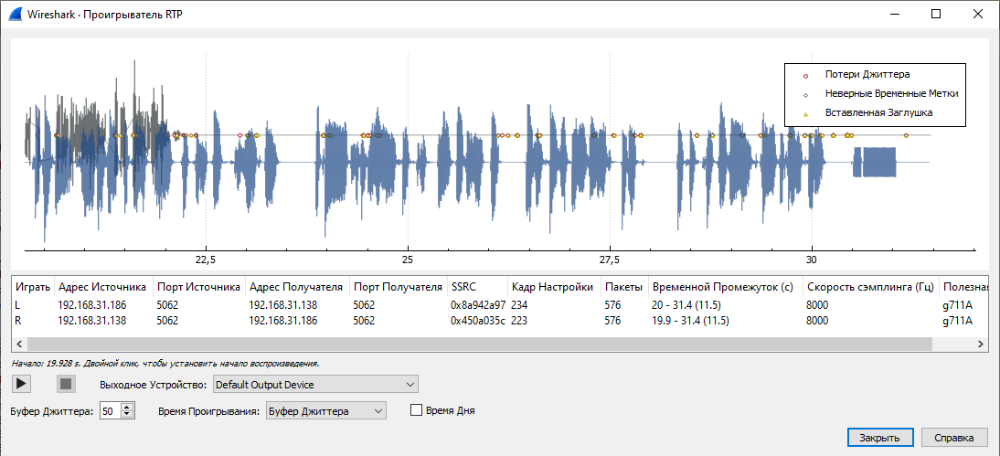 Wireshark · Проигрыватель RTP
Потери Джиттера
Неверные Временные Метки
Вставленная Заглушка
22,5 25 27,5 30
Играть Адрес Источника Порт Источника Адрес Получателя Порт Получателя SSRC Кадр Настройки Пакеты Временной Промежуток (с) Скорость сэмплинга (Гц) Полезная
L 192.168.31.186 5062 192.168.31.138 5062 0x8a942a97 234 576 20 - 31.4 (11.5) 8000 g711A
R 192.168.31.138 5062 192.168.31.186 5062 0x450a035c 223 576 19.9 - 31.4 (11.5) 8000 g711A
Начало: 19.928 s. Двойной клик, чтобы установить начало воспроизведения.
Выходное Устройство: Default Output Device
Буфер Джиттера: 50 Время Проигрывания: Буфер Джиттера Время Дня
Закрыть Справка